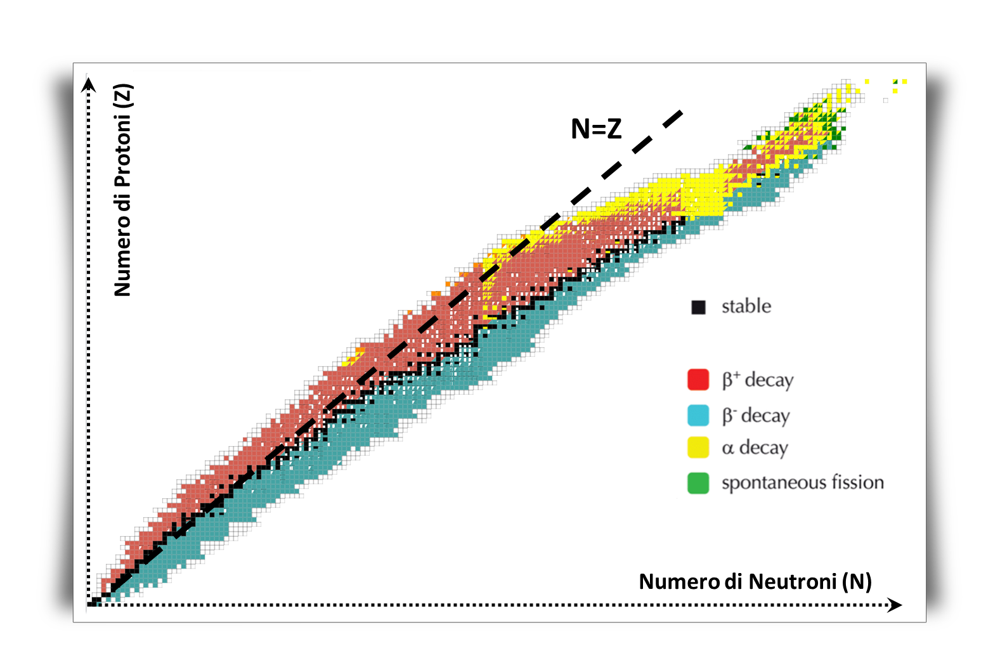 Numero di Protoni (Z)
N=Z
stable
β⁺ decay
β⁻ decay
α decay
spontaneous fission
Numero di Neutroni (N)